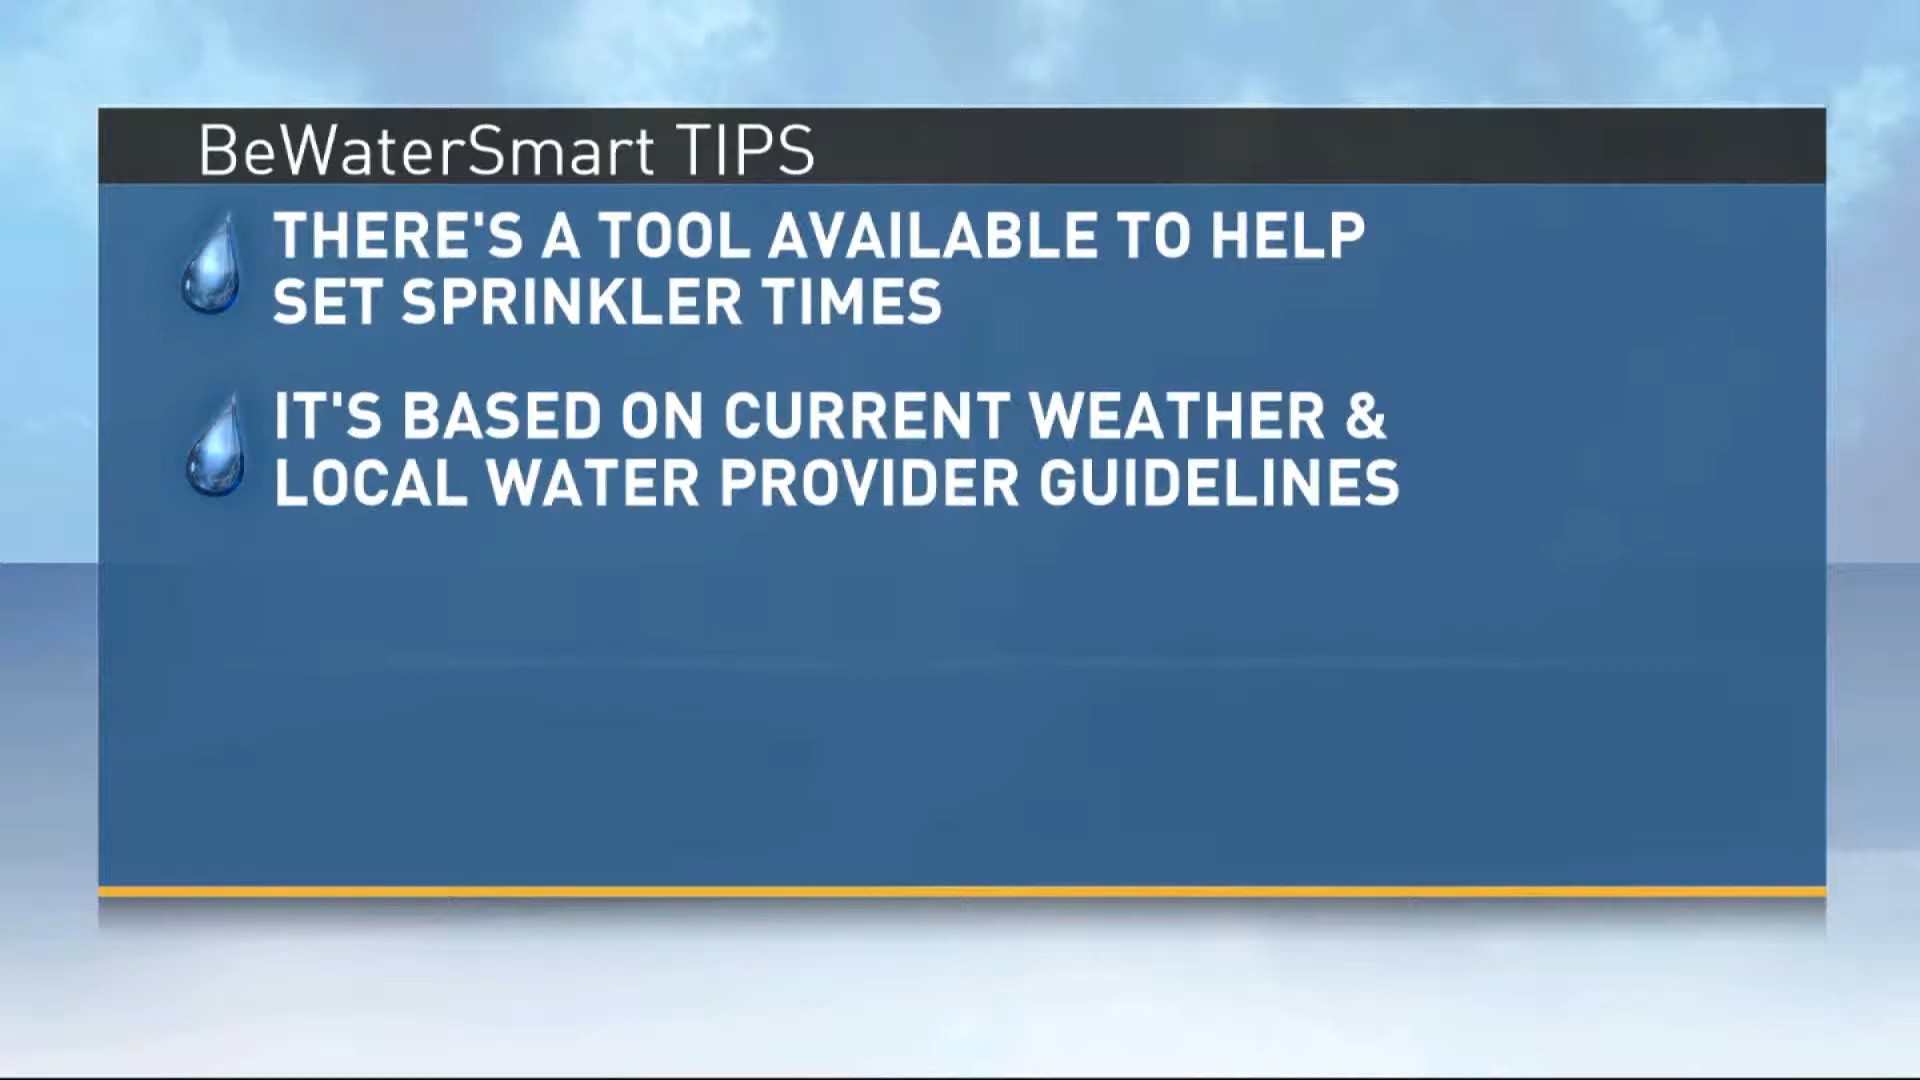 BeWaterSmart TIPS
THERE'S A TOOL AVAILABLE TO HELP
SET SPRINKLER TIMES
IT'S BASED ON CURRENT WEATHER &
LOCAL WATER PROVIDER GUIDELINES